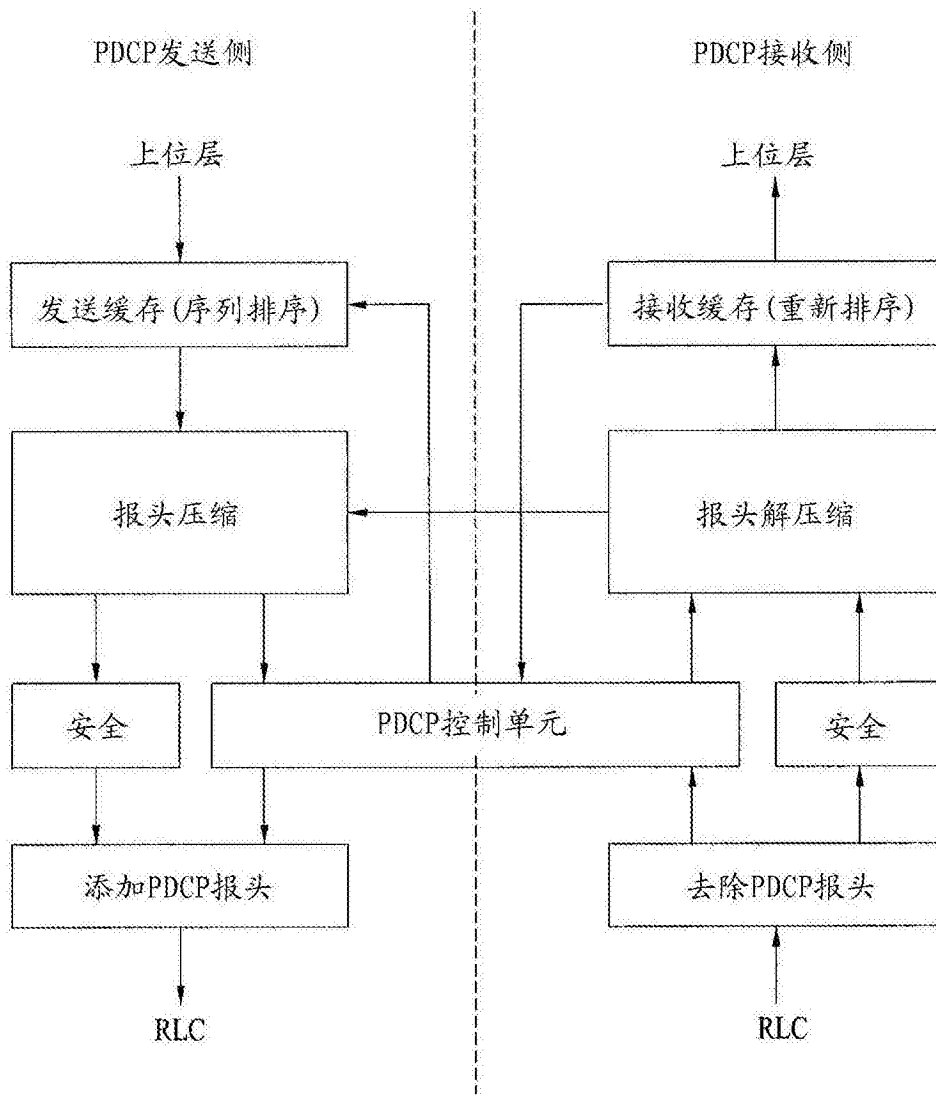 PDCP发送侧
PDCP接收侧
上位层
上位层
发送缓存(序列排序)
接收缓存(重新排序)
报头压缩
报头解压缩
安全
PDCP控制单元
安全
添加PDCP报头
去除PDCP报头
RLC
RLC